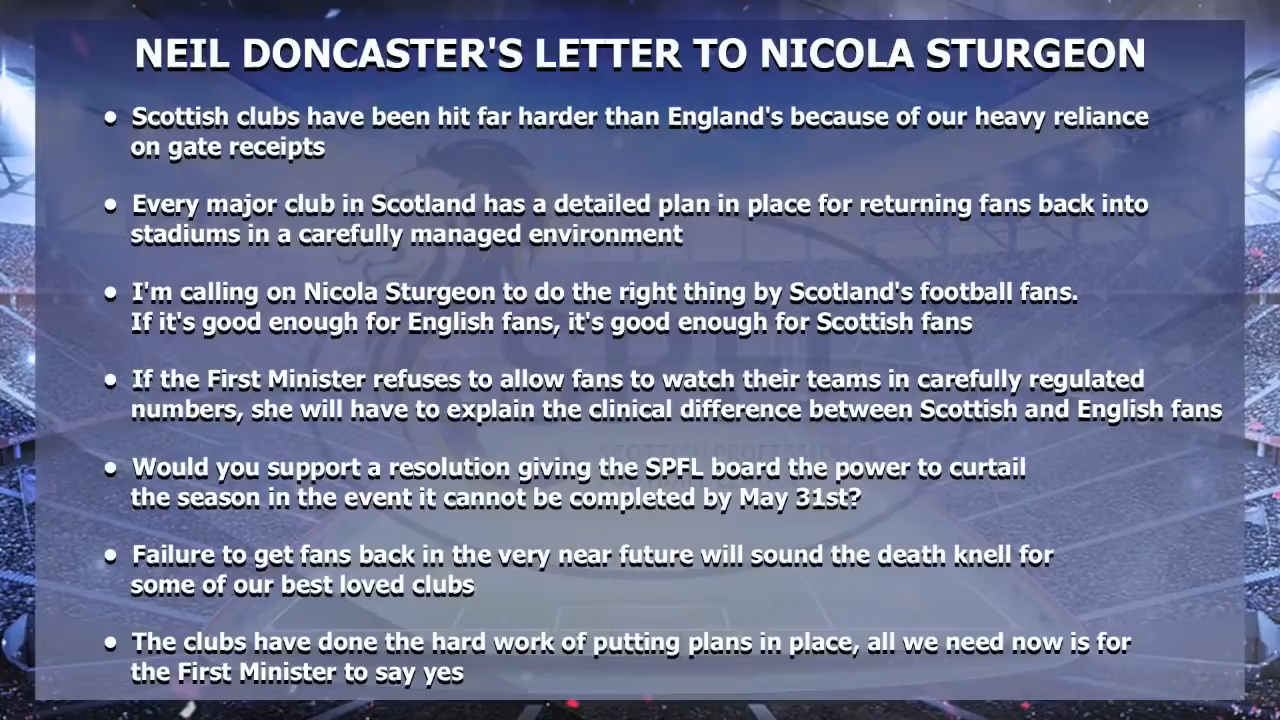 NEIL DONCASTER'S LETTER TO NICOLA STURGEON
• Scottish clubs have been hit far harder than England's because of our heavy reliance
on gate receipts
• Every major club in Scotland has a detailed plan in place for returning fans back into
stadiums in a carefully managed environment
• I'm calling on Nicola Sturgeon to do the right thing by Scotland's football fans.
If it's good enough for English fans, it's good enough for Scottish fans
• If the First Minister refuses to allow fans to watch their teams in carefully regulated
numbers, she will have to explain the clinical difference between Scottish and English fans
• Would you support a resolution giving the SPFL board the power to curtail
the season in the event it cannot be completed by May 31st?
• Failure to get fans back in the very near future will sound the death knell for
some of our best loved clubs
• The clubs have done the hard work of putting plans in place, all we need now is for
the First Minister to say yes